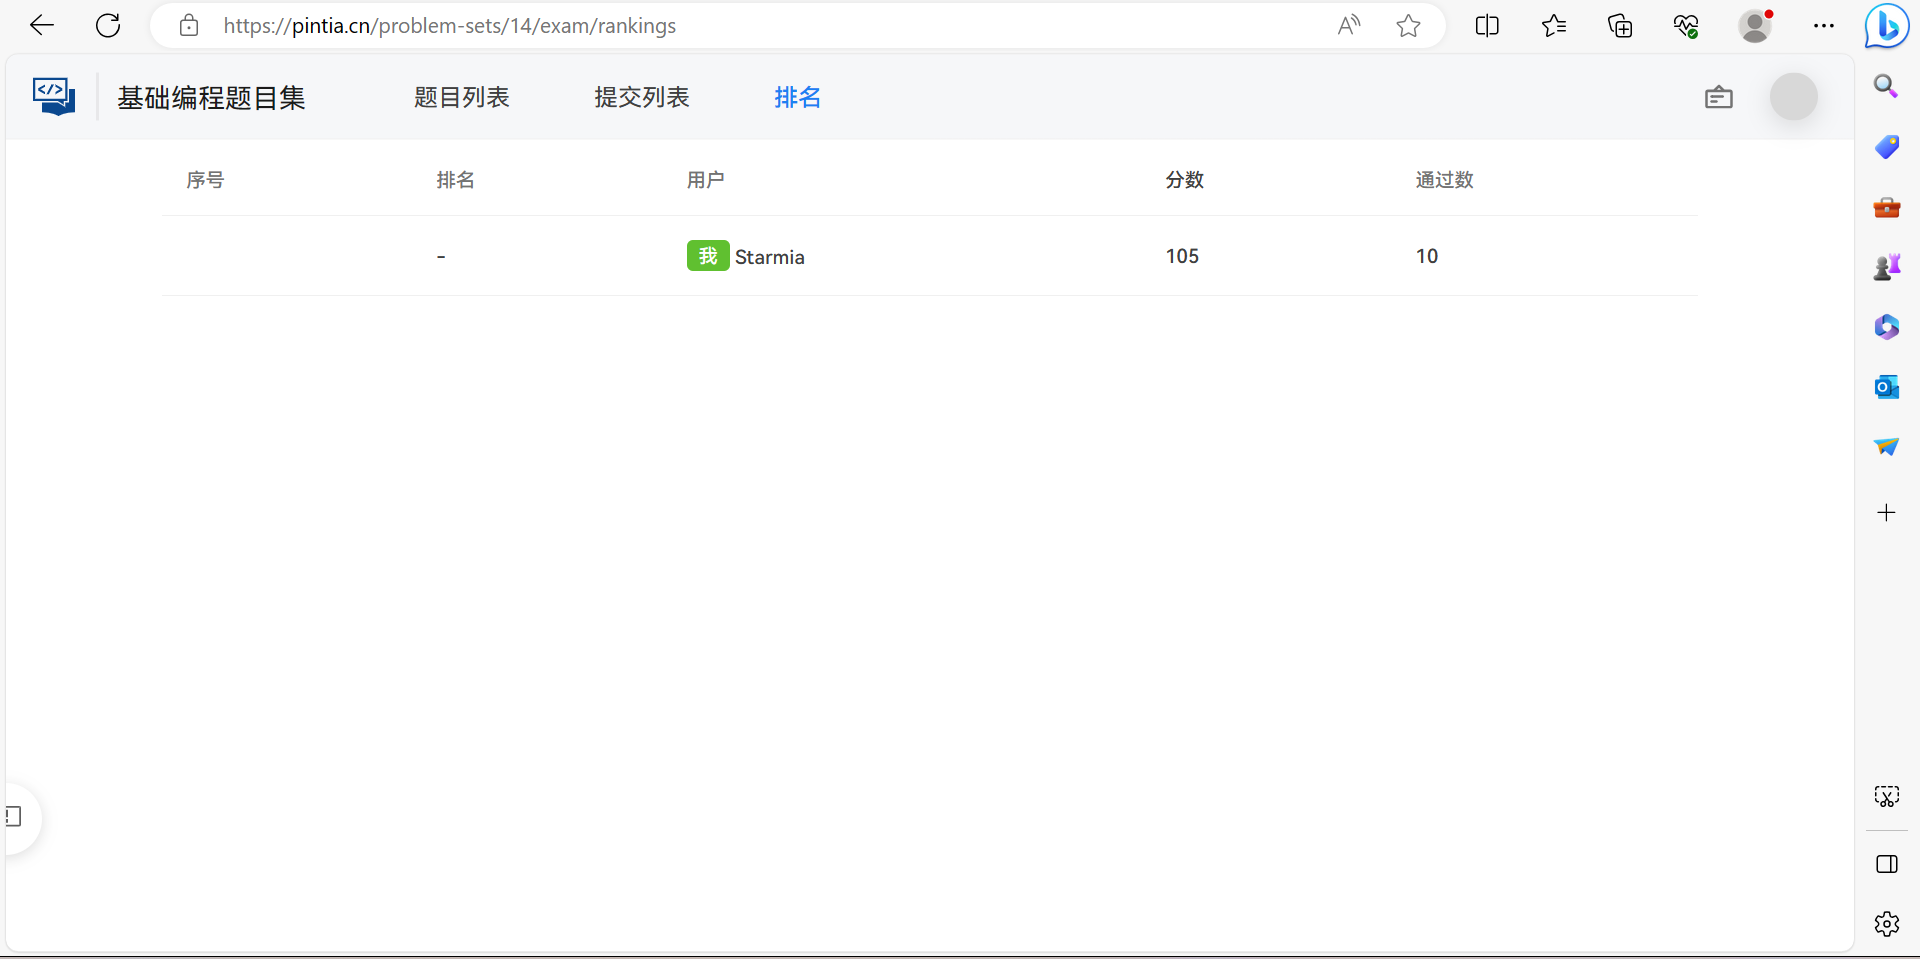 https://pintia.cn/problem-sets/14/exam/rankings
基础编程题目集 题目列表 提交列表 排名
序号 排名 用户 分数 通过数
- 我 Starmia 105 10